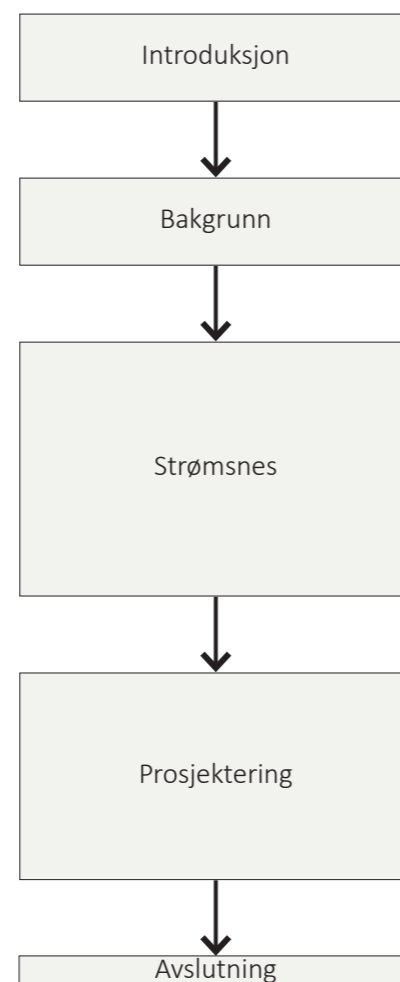 Introduksjon
Bakgrunn
Strømsnes
Prosjektering
Avslutning